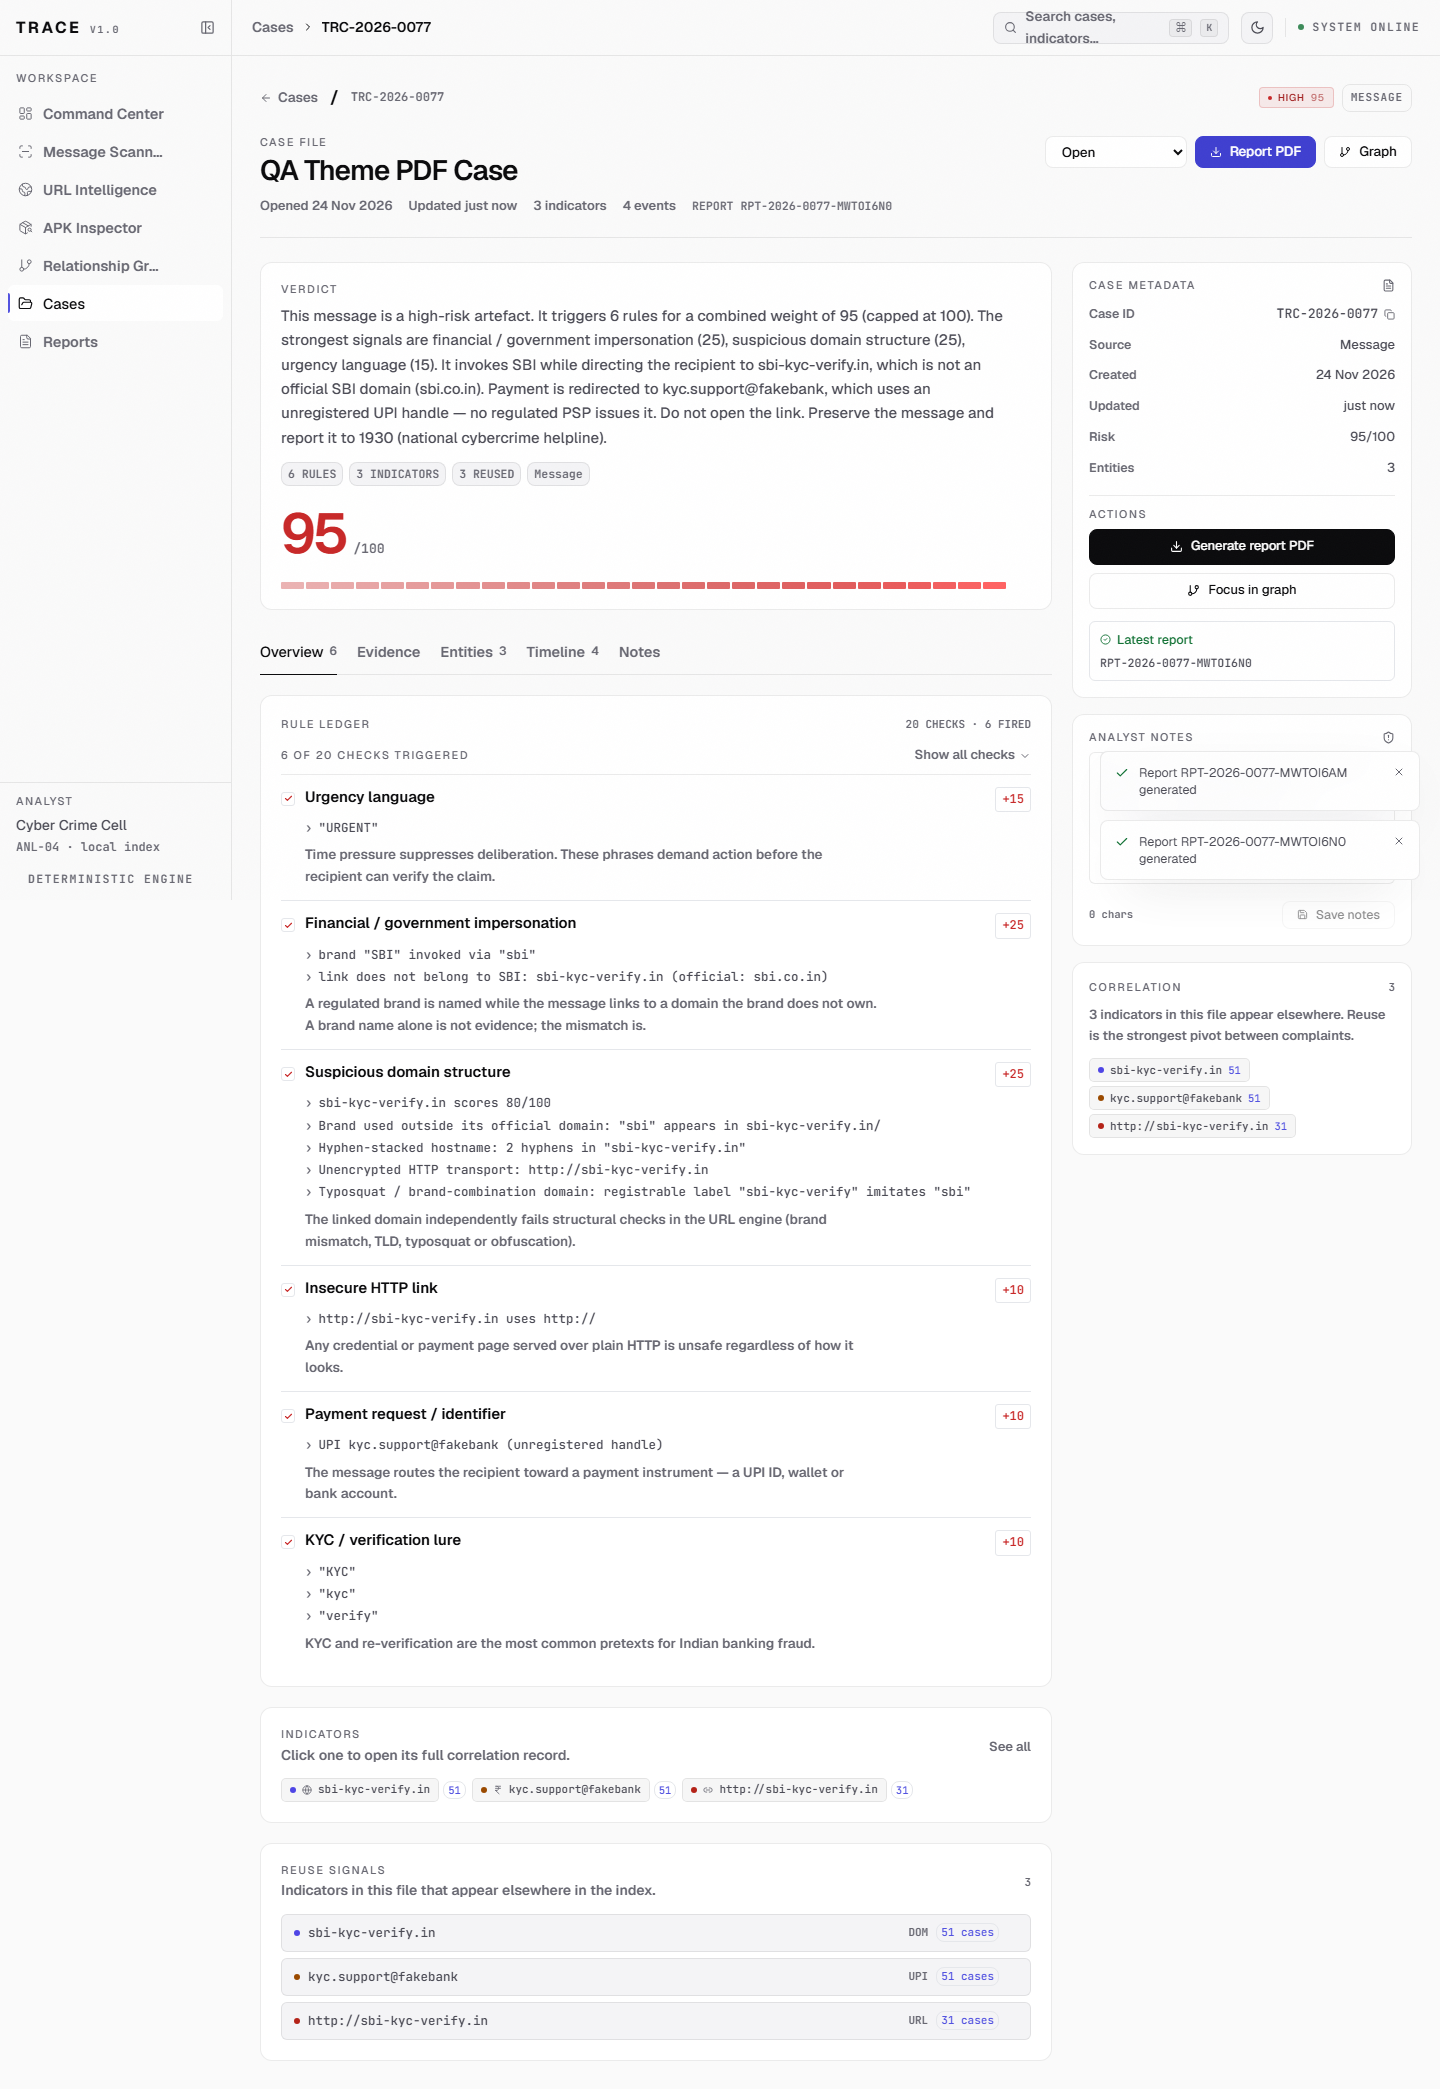 TRACE V1.0
WORKSPACE
Command Center
Message Scann...
URL Intelligence
APK Inspector
Relationship Gr...
Cases
Reports
ANALYST
Cyber Crime Cell
ANL-04 · local index
DETERMINISTIC ENGINE
Cases › TRC-2026-0077
Search cases, indicators...
⌘ K
SYSTEM ONLINE
← Cases / TRC-2026-0077
HIGH 95 MESSAGE
CASE FILE
QA Theme PDF Case
Opened 24 Nov 2026 Updated just now 3 indicators 4 events REPORT RPT-2026-0077-MWTOI6N0
Open
Report PDF
Graph
VERDICT
This message is a high-risk artefact. It triggers 6 rules for a combined weight of 95 (capped at 100). The
strongest signals are financial / government impersonation (25), suspicious domain structure (25),
urgency language (15). It invokes SBI while directing the recipient to sbi-kyc-verify.in, which is not an
official SBI domain (sbi.co.in). Payment is redirected to kyc.support@fakebank, which uses an
unregistered UPI handle — no regulated PSP issues it. Do not open the link. Preserve the message and
report it to 1930 (national cybercrime helpline).
6 RULES 3 INDICATORS 3 REUSED Message
95 /100
Overview 6 Evidence Entities 3 Timeline 4 Notes
RULE LEDGER 20 CHECKS · 6 FIRED
6 OF 20 CHECKS TRIGGERED Show all checks
Urgency language +15
› "URGENT"
Time pressure suppresses deliberation. These phrases demand action before the
recipient can verify the claim.
Financial / government impersonation +25
› brand "SBI" invoked via "sbi"
› link does not belong to SBI: sbi-kyc-verify.in (official: sbi.co.in)
A regulated brand is named while the message links to a domain the brand does not own.
A brand name alone is not evidence; the mismatch is.
Suspicious domain structure +25
› sbi-kyc-verify.in scores 80/100
› Brand used outside its official domain: "sbi" appears in sbi-kyc-verify.in/
› Hyphen-stacked hostname: 2 hyphens in "sbi-kyc-verify.in"
› Unencrypted HTTP transport: http://sbi-kyc-verify.in
› Typosquat / brand-combination domain: registrable label "sbi-kyc-verify" imitates "sbi"
The linked domain independently fails structural checks in the URL engine (brand
mismatch, TLD, typosquat or obfuscation).
Insecure HTTP link +10
› http://sbi-kyc-verify.in uses http://
Any credential or payment page served over plain HTTP is unsafe regardless of how it
looks.
Payment request / identifier +10
› UPI kyc.support@fakebank (unregistered handle)
The message routes the recipient toward a payment instrument — a UPI ID, wallet or
bank account.
KYC / verification lure +10
› "KYC"
› "kyc"
› "verify"
KYC and re-verification are the most common pretexts for Indian banking fraud.
INDICATORS
Click one to open its full correlation record.
See all
sbi-kyc-verify.in 51 ₹ kyc.support@fakebank 51 http://sbi-kyc-verify.in 31
REUSE SIGNALS
Indicators in this file that appear elsewhere in the index.
3
sbi-kyc-verify.in DOM 51 cases
kyc.support@fakebank UPI 51 cases
http://sbi-kyc-verify.in URL 31 cases
CASE METADATA
Case ID TRC-2026-0077
Source Message
Created 24 Nov 2026
Updated just now
Risk 95/100
Entities 3
ACTIONS
Generate report PDF
Focus in graph
Latest report
RPT-2026-0077-MWTOI6N0
ANALYST NOTES
Report RPT-2026-0077-MWTOI6AM
generated
Report RPT-2026-0077-MWTOI6N0
generated
0 chars
Save notes
CORRELATION 3
3 indicators in this file appear elsewhere. Reuse
is the strongest pivot between complaints.
sbi-kyc-verify.in 51
kyc.support@fakebank 51
http://sbi-kyc-verify.in 31